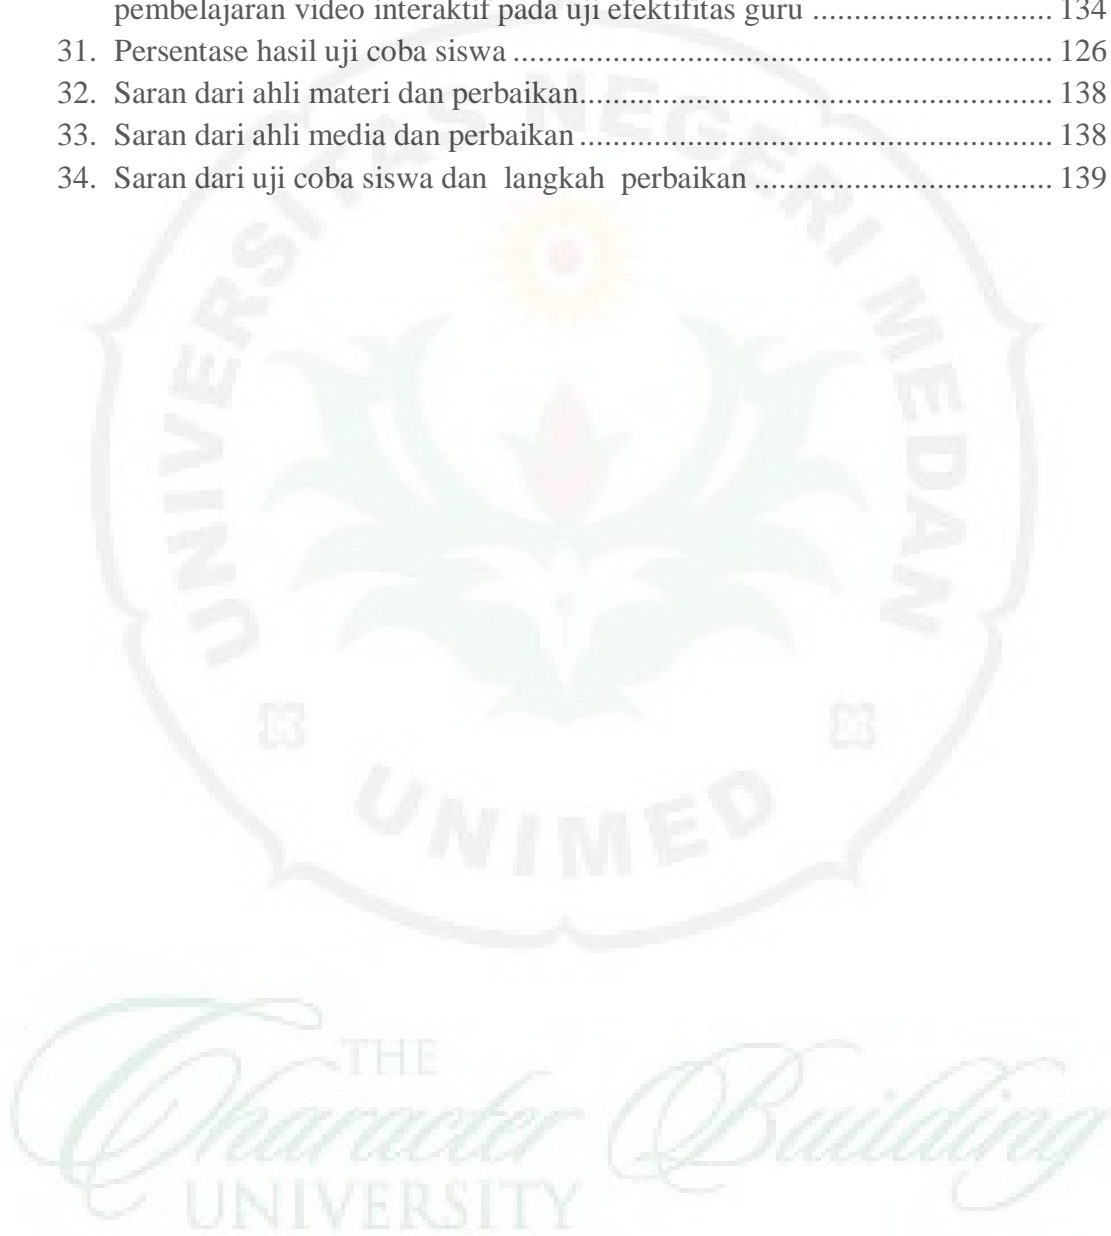 pembelajaran video interaktif pada uji efektifitas guru ............................ 134
31. Persentase hasil uji coba siswa ................................................................ 126
32. Saran dari ahli materi dan perbaikan........................................................ 138
33. Saran dari ahli media dan perbaikan ........................................................ 138
34. Saran dari uji coba siswa dan langkah perbaikan ................................... 139
UNIVERSITAS NEGERI MEDAN
UNIMED
THE
Character Building
UNIVERSITY